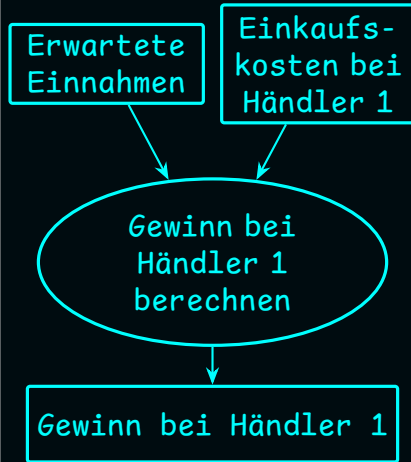 Erwartete
Einnahmen
Einkaufs-
kosten bei
Händler 1
Gewinn bei
Händler 1
berechnen
Gewinn bei Händler 1